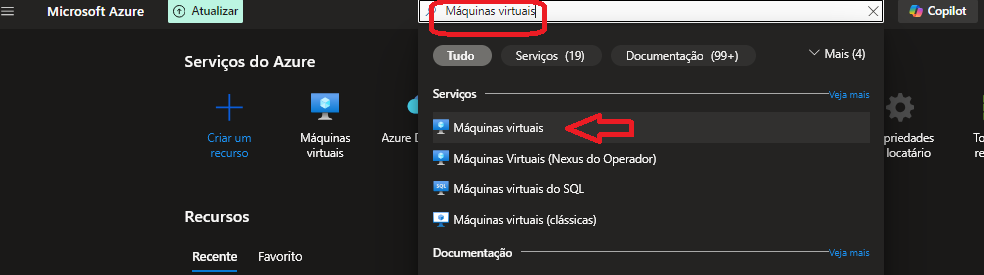 Microsoft Azure
Atualizar
Máquinas virtuais
Copilot
Tudo
Serviços (19)
Documentação (99+)
Mais (4)
Serviços do Azure
Criar um
recurso
Máquinas
virtuais
Azure D
Serviços
Veja mais
Máquinas virtuais
Máquinas Virtuais (Nexus do Operador)
SQL
Máquinas virtuais do SQL
Máquinas virtuais (clássicas)
Documentação
Veja mais
priedades
locatário
To
re
Recursos
Recente
Favorito